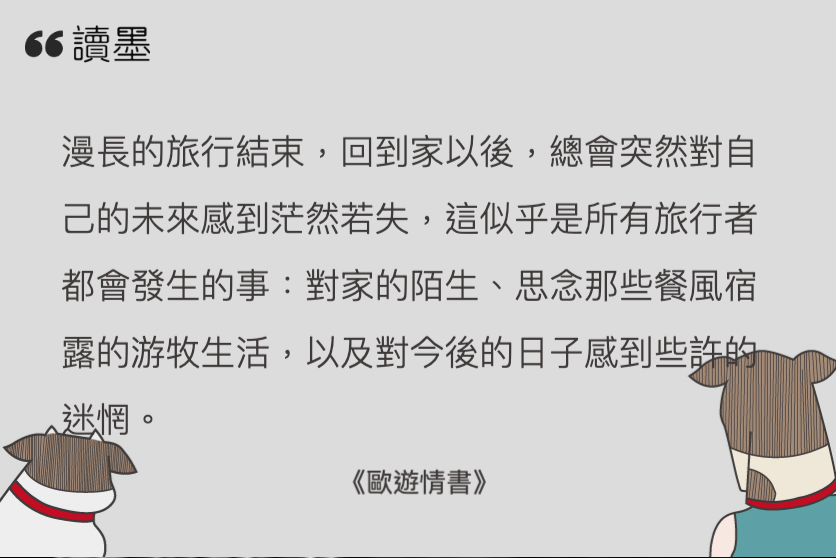 讀墨
漫長的旅行結束，回到家以後，總會突然對自
己的未來感到茫然若失，這似乎是所有旅行者
都會發生的事：對家的陌生、思念那些餐風宿
露的游牧生活，以及對今後的日子感到些許的
迷惘。
《歐遊情書》